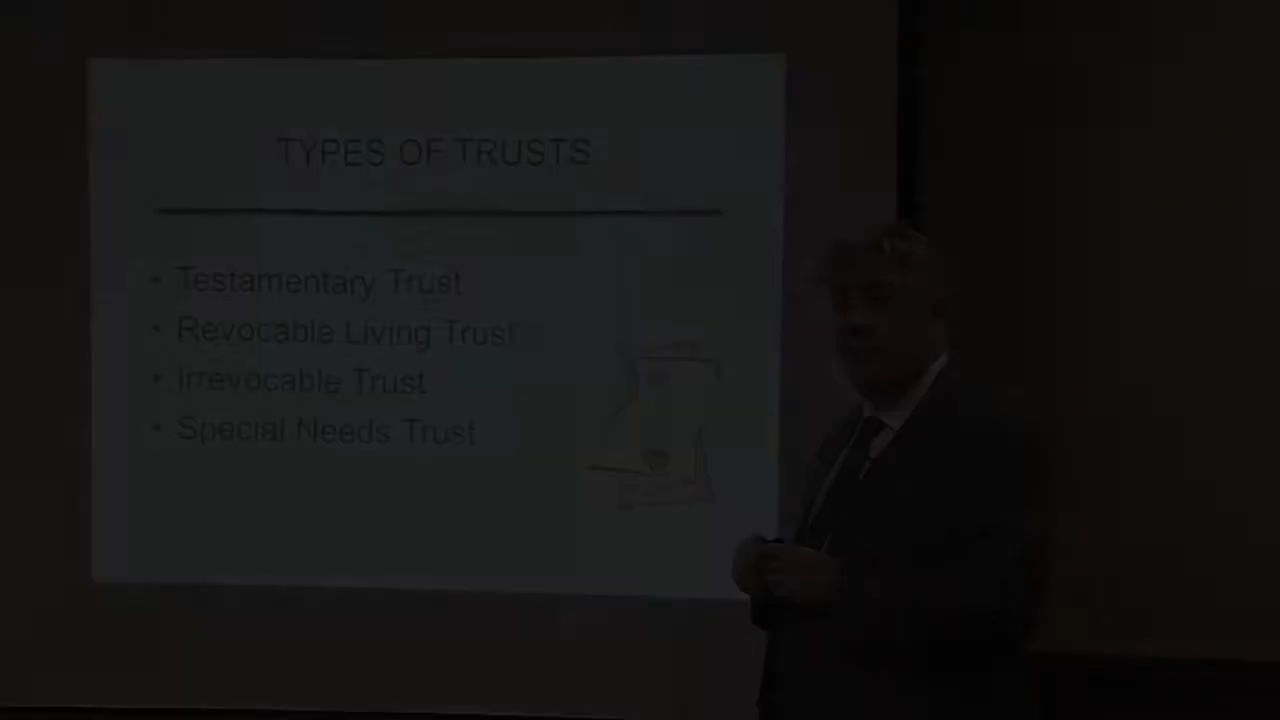 TYPES OF TRUSTS
• Testamentary Trust
• Revocable Living Trust
• Irrevocable Trust
• Special Needs Trust